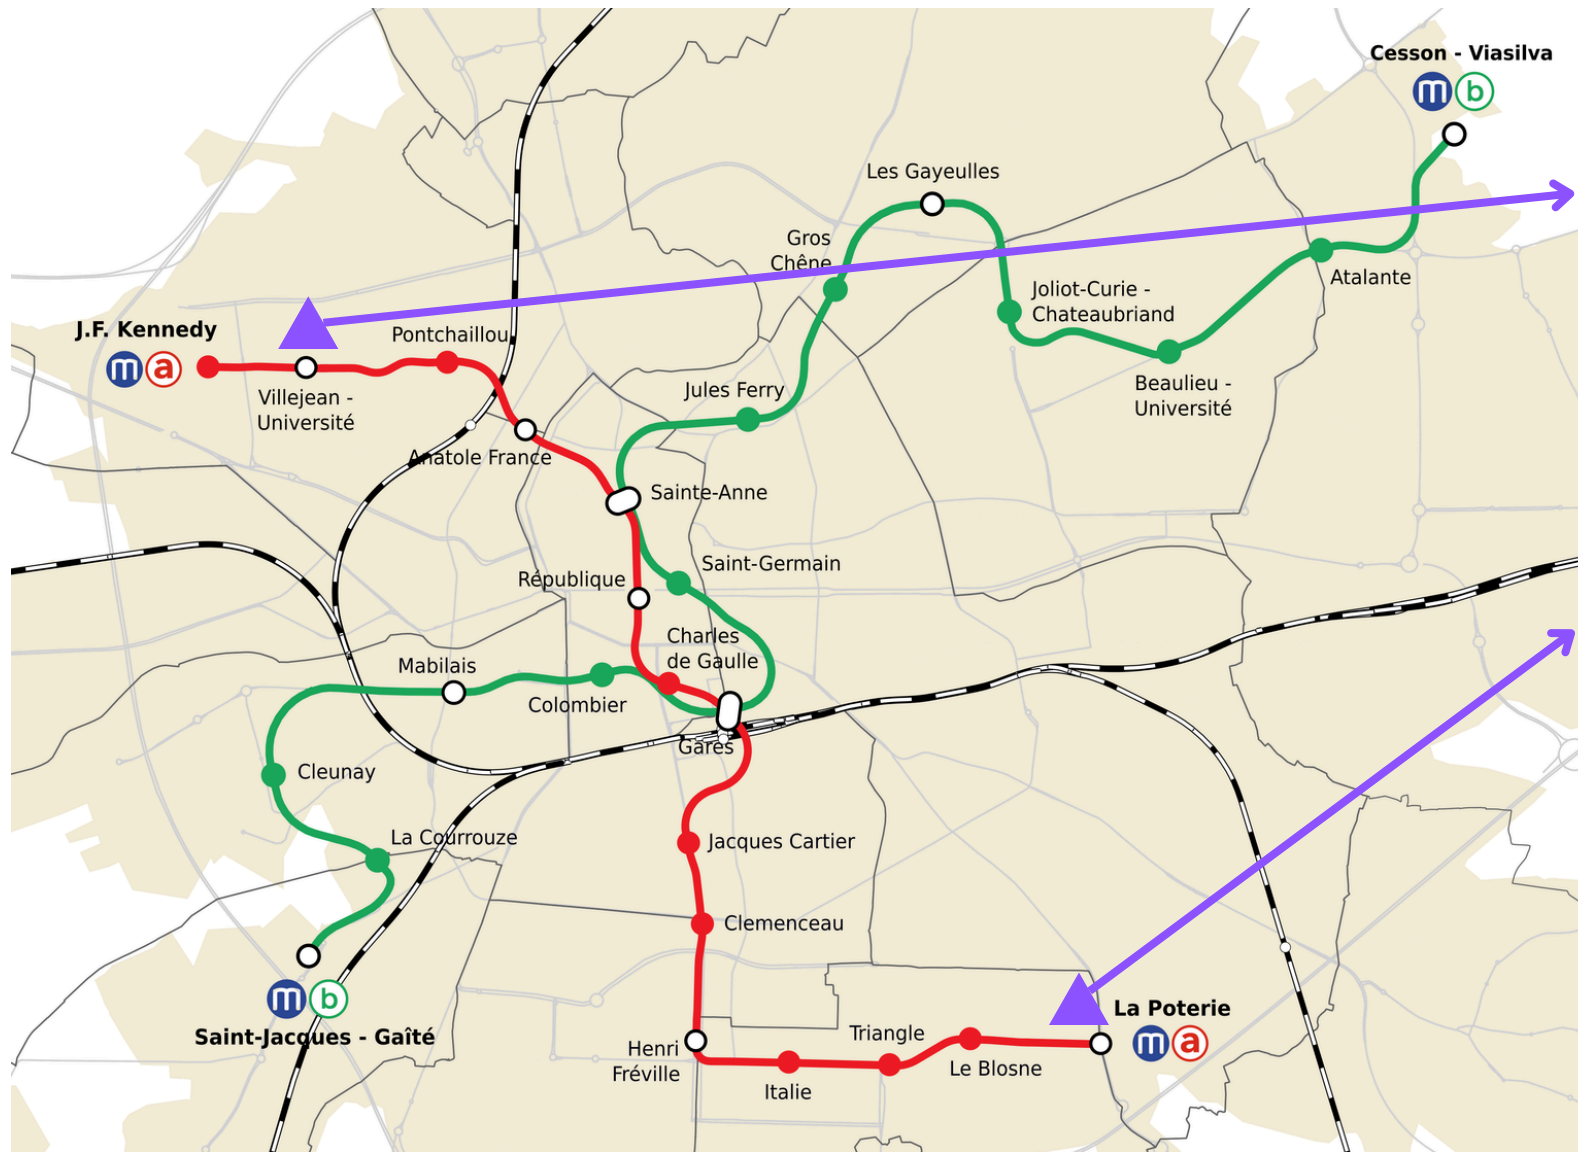 Cesson - Viasilva
m b
Les Gayeulles
Gros
Chêne
Atalante
Joliot-Curie -
Chateaubriand
J.F. Kennedy
m a
Pontchaillou
Villejean -
Université
Jules Ferry
Beaulieu -
Université
Anatole France
Sainte-Anne
Saint-Germain
République
Charles
de Gaulle
Mabilais
Colombier
Gares
Cleunay
La Courrouze
Jacques Cartier
Clemenceau
m b
Saint-Jacques - Gaîté
La Poterie
m a
Henri
Fréville
Triangle
Le Blosne
Italie